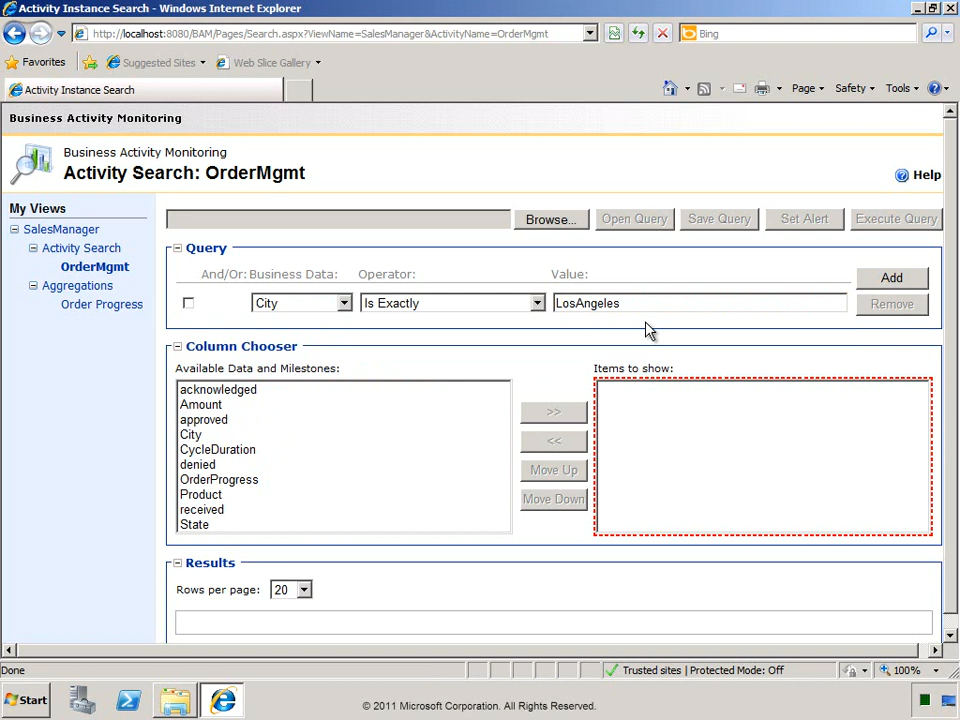 Activity Instance Search - Windows Internet Explorer
http://localhost:8080/BAM/Pages/Search.aspx?ViewName=SalesManager&ActivityName=OrderMgmt
Bing
Favorites Suggested Sites Web Slice Gallery
Activity Instance Search Page Safety Tools
Business Activity Monitoring
Business Activity Monitoring
Activity Search: OrderMgmt
Help
My Views
SalesManager
Activity Search
OrderMgmt
Aggregations
Order Progress
Browse... Open Query Save Query Set Alert Execute Query
Query
And/Or: Business Data: Operator: Value: Add
City Is Exactly LosAngeles Remove
Column Chooser
Available Data and Milestones: Items to show:
acknowledged
Amount
approved
City
CycleDuration
denied
OrderProgress
Product
received
State
>>
<<
Move Up
Move Down
Results
Rows per page: 20
Done Trusted sites | Protected Mode: Off 100%
Start © 2011 Microsoft Corporation. All Rights Reserved.